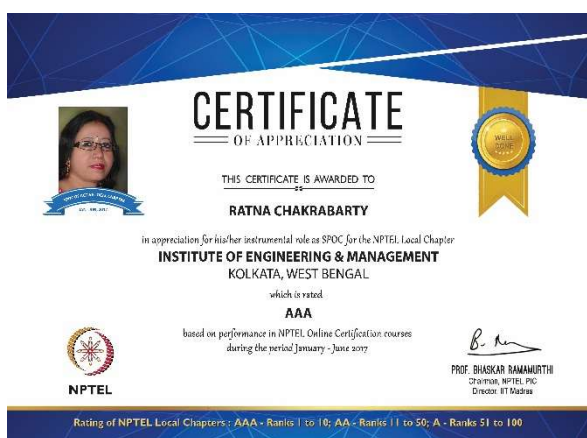 CERTIFICATE
OF APPRECIATION
WELL
DONE
THIS CERTIFICATE IS AWARDED TO
RATNA CHAKRABARTY
in appreciation for his/her instrumental role as SPOC for the NPTEL Local Chapter
INSTITUTE OF ENGINEERING & MANAGEMENT
KOLKATA, WEST BENGAL
which is rated
AAA
based on performance in NPTEL Online Certification courses
during the period January - June 2017
NPTEL
PROF. BHASKAR RAMAMURTHI
Chairman, NPTEL PIC
Director, IIT Madras
Rating of NPTEL Local Chapters : AAA - Ranks 1 to 10; AA - Ranks 11 to 50; A - Ranks 51 to 100